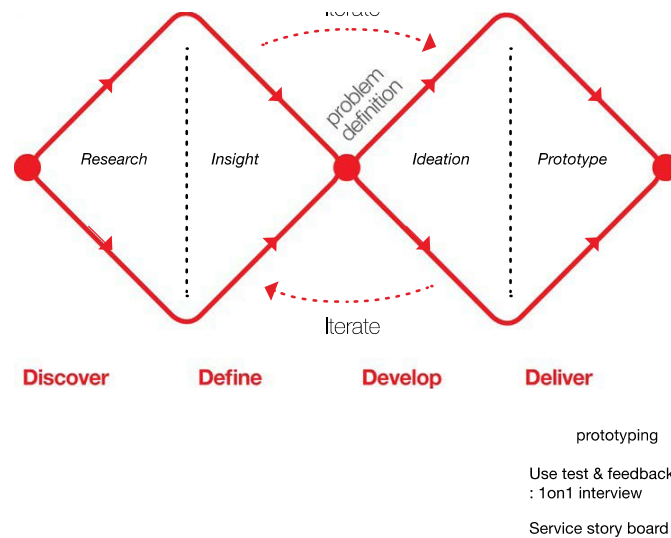 Iterate
problem
definition
Research
Insight
Ideation
Prototype
Iterate
Discover
Define
Develop
Deliver
prototyping
Use test & feedback
: 1on1 interview
Service story board